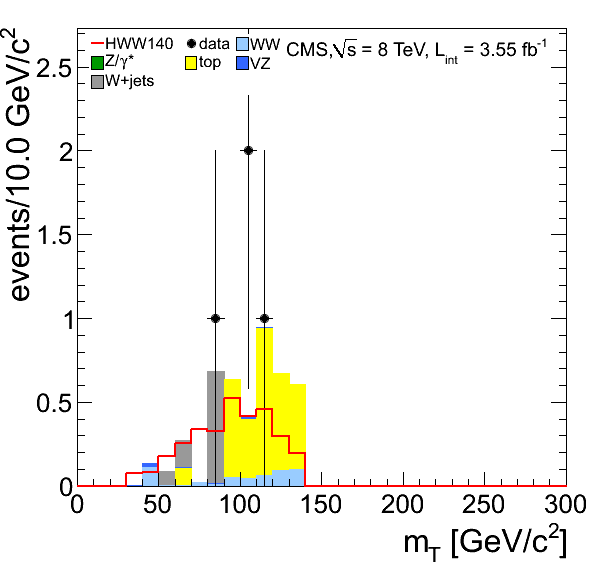 HWW140 data WW CMS,√s = 8 TeV, L_int = 3.55 fb⁻¹
Z/γ* top VZ
W+jets
events/10.0 GeV/c²
2.5
2
1.5
1
0.5
0
0 50 100 150 200 250 300
m_T [GeV/c²]